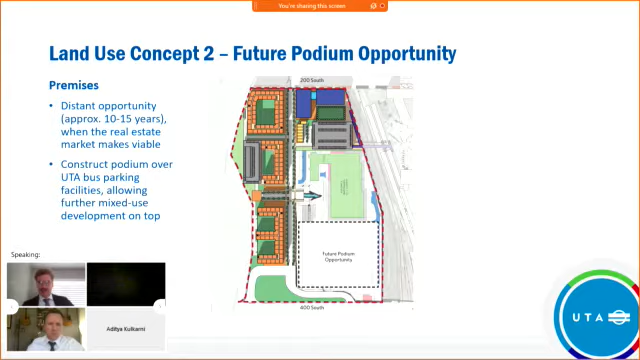 You're sharing this screen
Land Use Concept 2 – Future Podium Opportunity
Premises
• Distant opportunity
(approx. 10-15 years),
when the real estate
market makes viable
• Construct podium over
UTA bus parking
facilities, allowing
further mixed-use
development on top
200 South
Future Podium
Opportunity
400 South
Speaking:
Aditya Kulkarni
UTA